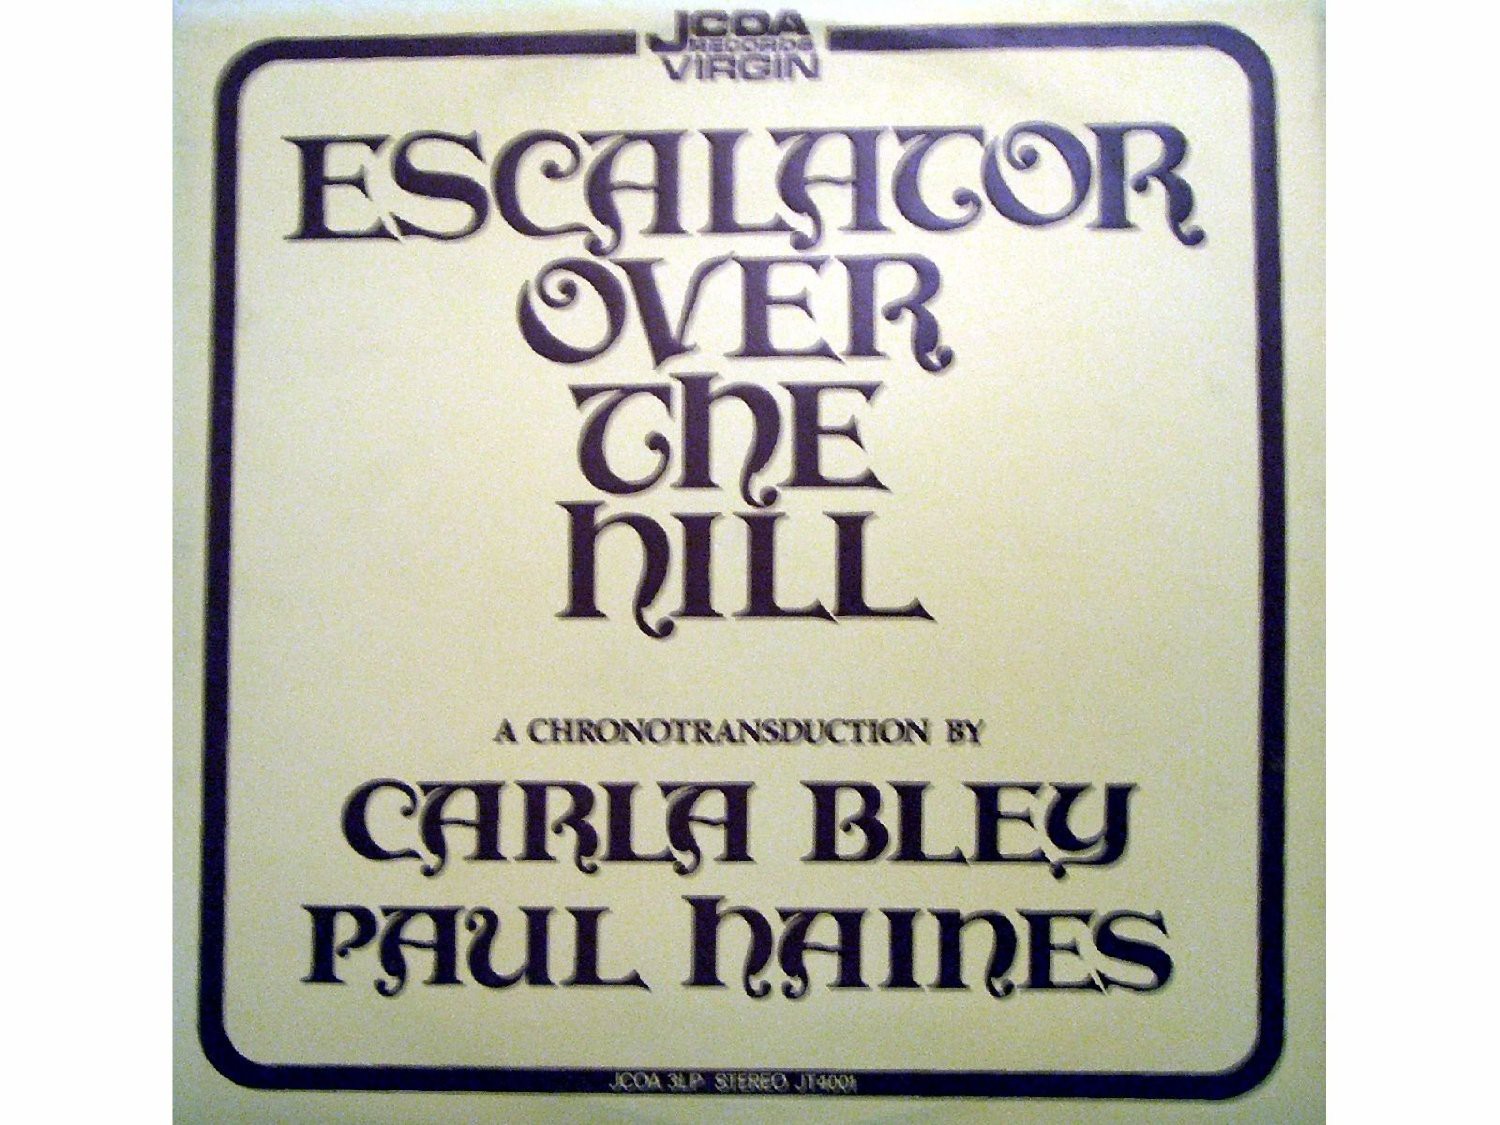 JCOA
RECORDS
VIRGIN
ESCALATOR
OVER
THE
HILL
A CHRONOTRANSDUCTION BY
CARLA BLEY
PAUL HAINES
JCOA 3LP STEREO JT4001